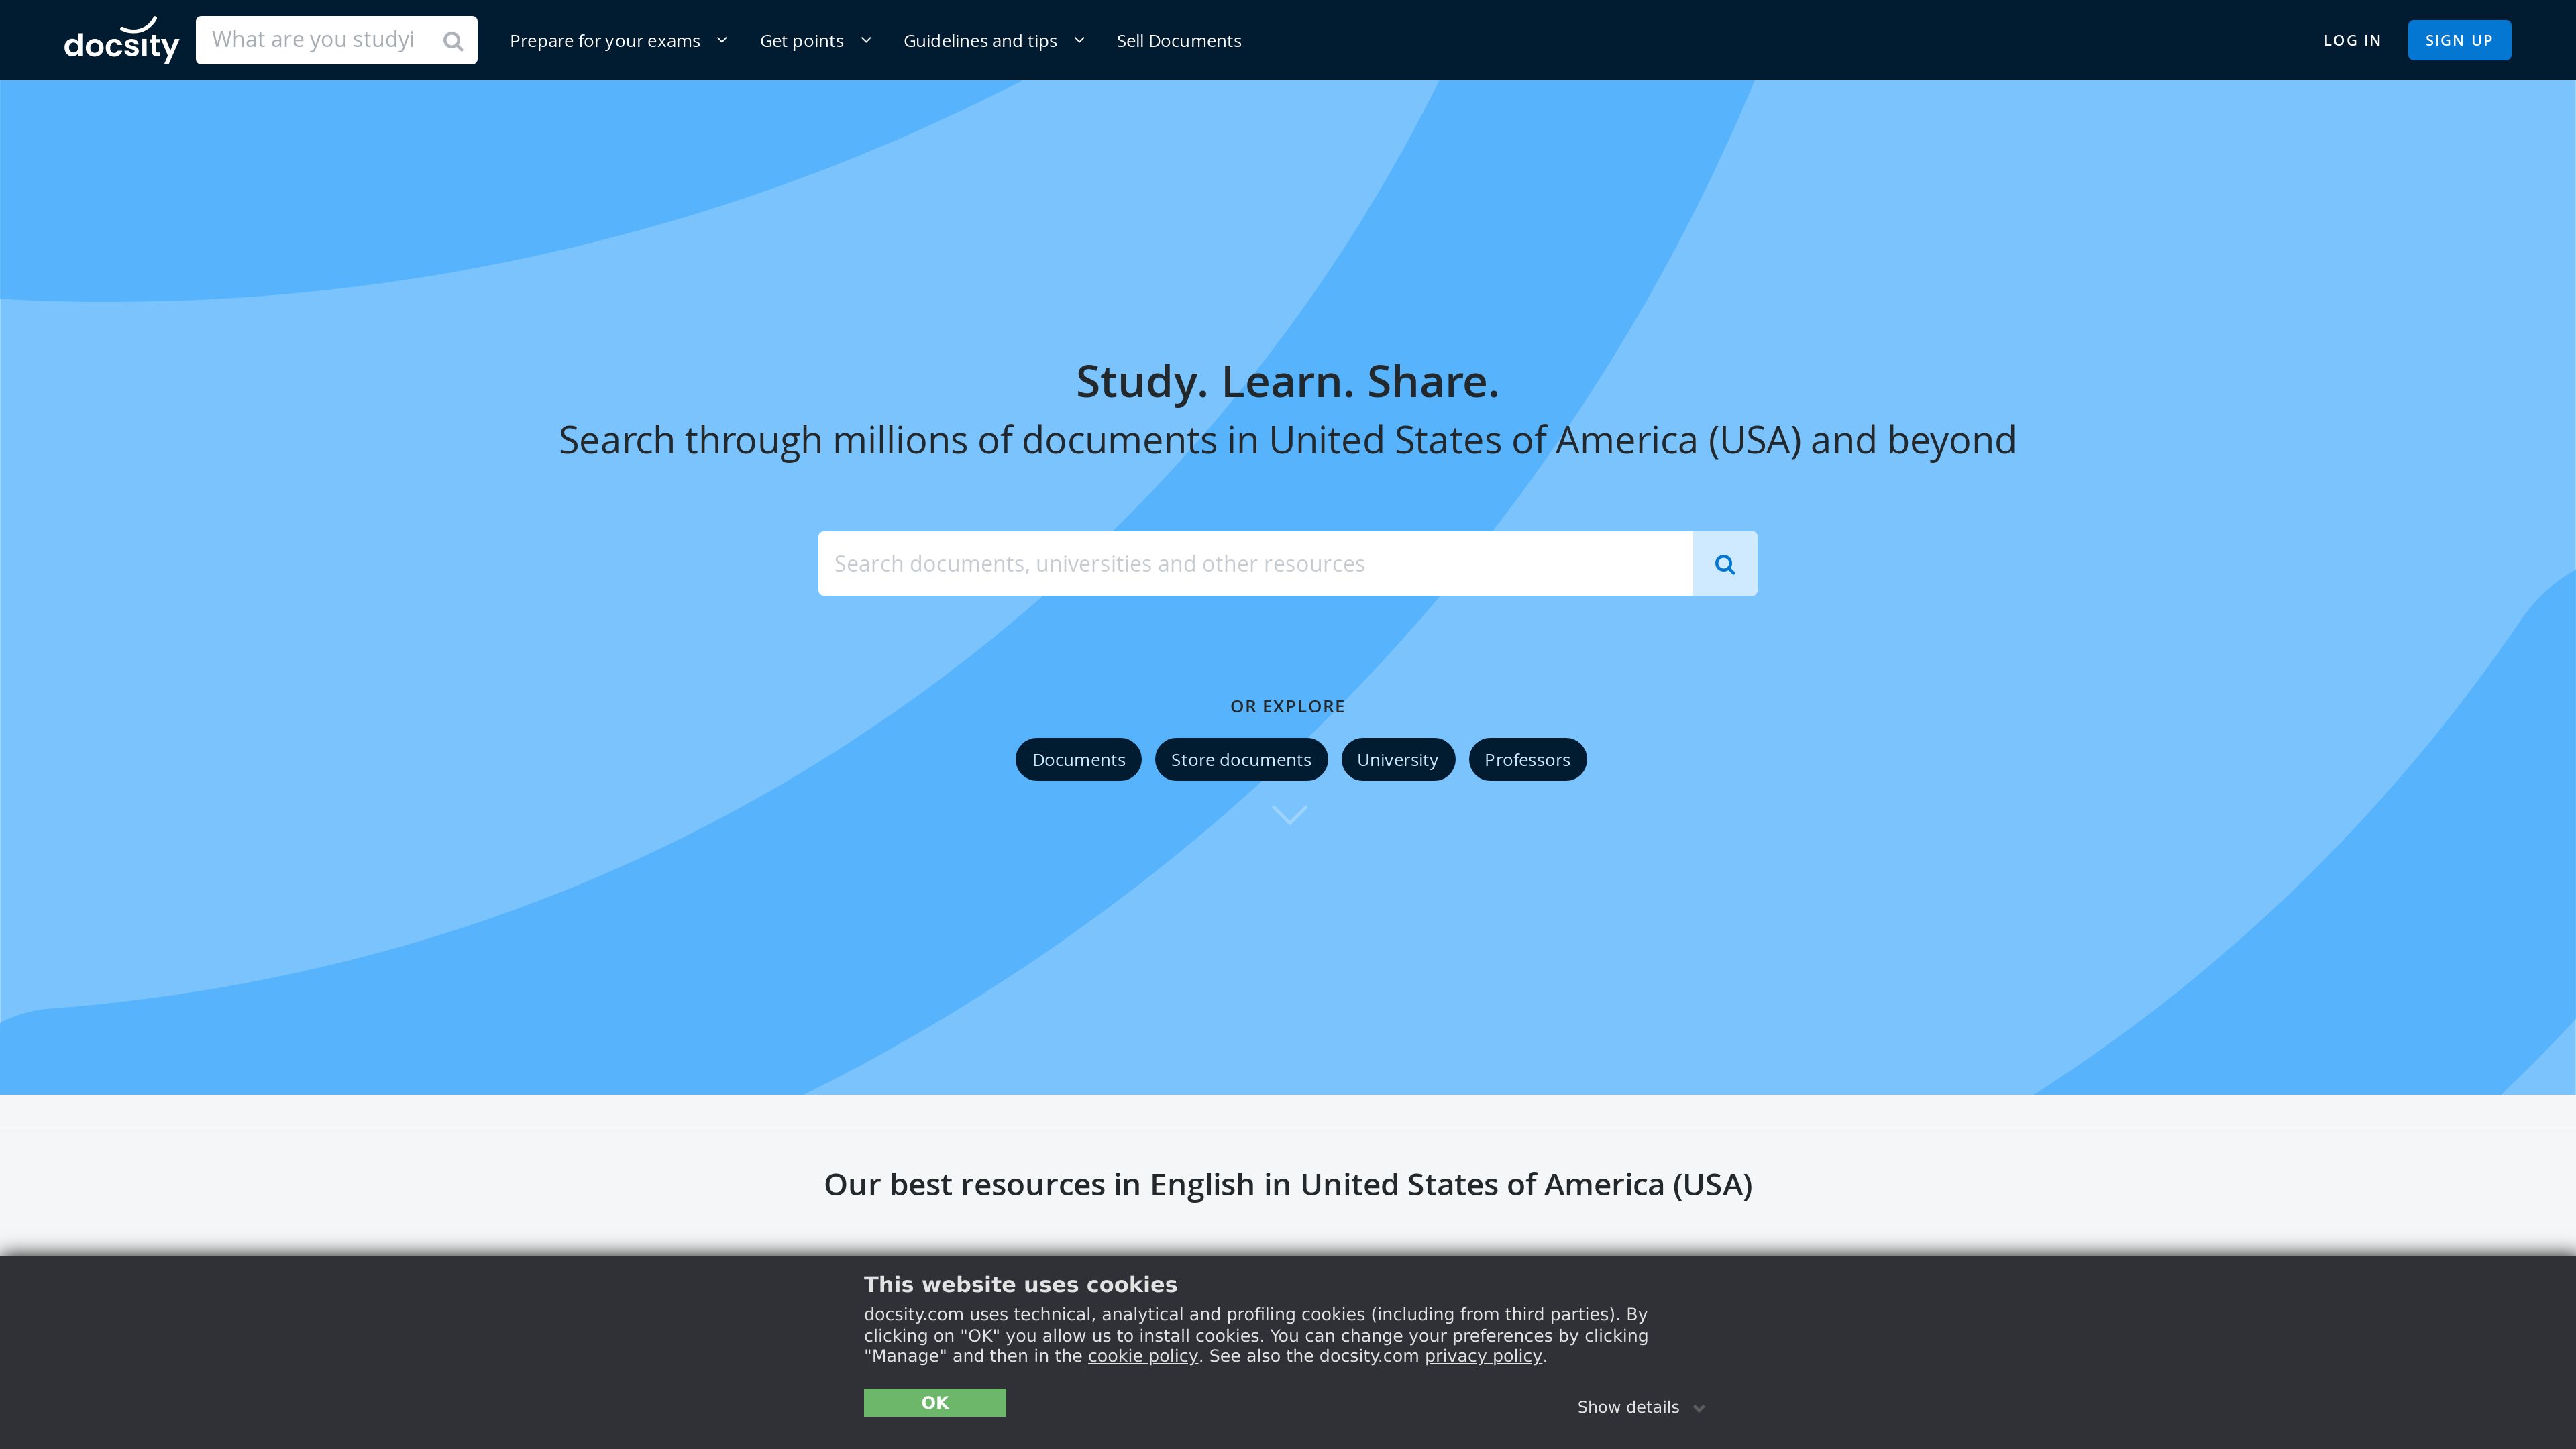 docsity
What are you studyi
Prepare for your exams
Get points
Guidelines and tips
Sell Documents
LOG IN
SIGN UP
Study. Learn. Share.
Search through millions of documents in United States of America (USA) and beyond
Search documents, universities and other resources
OR EXPLORE
Documents
Store documents
University
Professors
Our best resources in English in United States of America (USA)
This website uses cookies
docsity.com uses technical, analytical and profiling cookies (including from third parties). By
clicking on "OK" you allow us to install cookies. You can change your preferences by clicking
"Manage" and then in the cookie policy. See also the docsity.com privacy policy.
OK
Show details